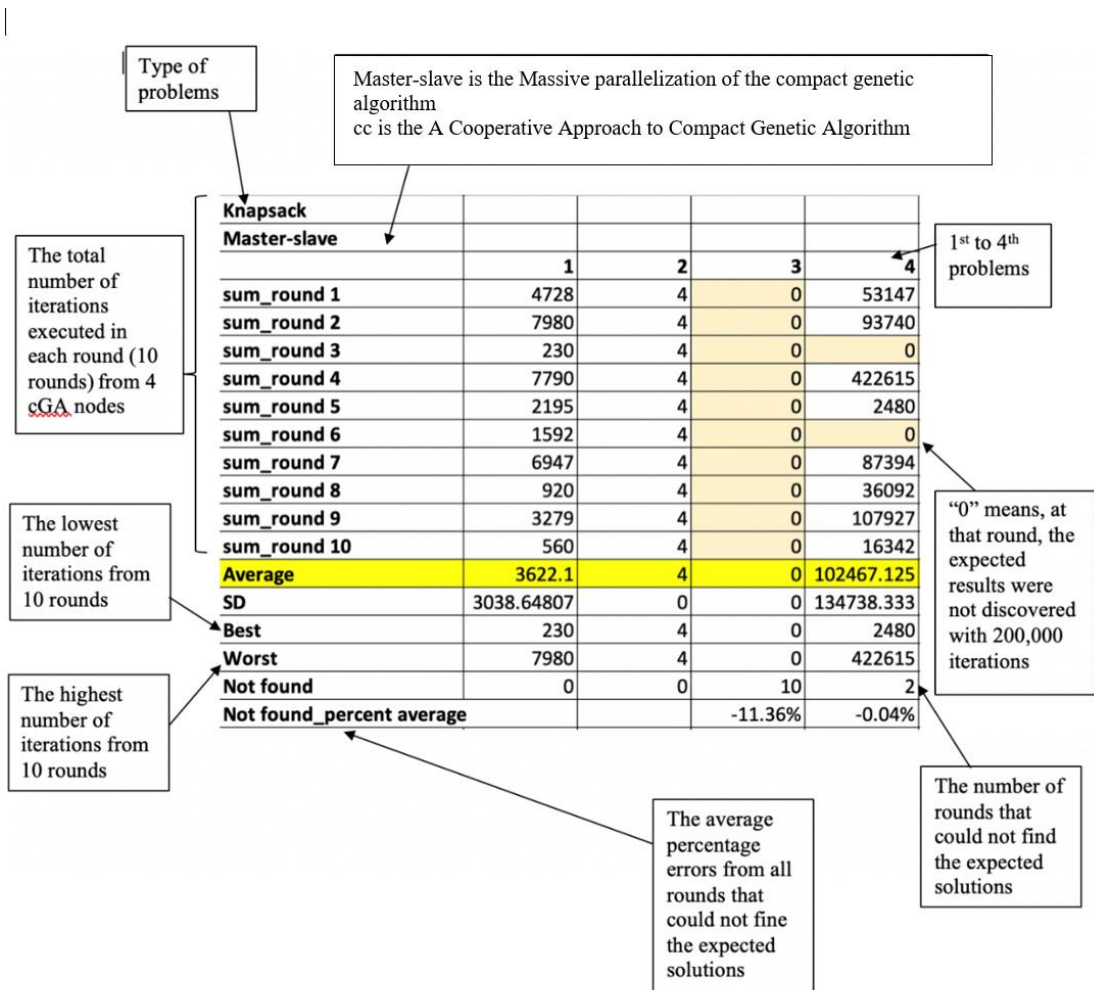 Type of
problems
Master-slave is the Massive parallelization of the compact genetic
algorithm
cc is the A Cooperative Approach to Compact Genetic Algorithm
The total
number of
iterations
executed in
each round (10
rounds) from 4
cGA nodes
Knapsack
Master-slave
1 2 3 4
1st to 4th
problems
sum_round 1 4728 4 0 53147
sum_round 2 7980 4 0 93740
sum_round 3 230 4 0 0
sum_round 4 7790 4 0 422615
sum_round 5 2195 4 0 2480
sum_round 6 1592 4 0 0
sum_round 7 6947 4 0 87394
sum_round 8 920 4 0 36092
sum_round 9 3279 4 0 107927
sum_round 10 560 4 0 16342
Average 3622.1 4 0 102467.125
SD 3038.64807 0 0 134738.333
Best 230 4 0 2480
Worst 7980 4 0 422615
Not found 0 0 10 2
Not found_percent average -11.36% -0.04%
The lowest
number of
iterations from
10 rounds
The highest
number of
iterations from
10 rounds
“0” means, at
that round, the
expected
results were
not discovered
with 200,000
iterations
The average
percentage
errors from all
rounds that
could not fine
the expected
solutions
The number of
rounds that
could not find
the expected
solutions